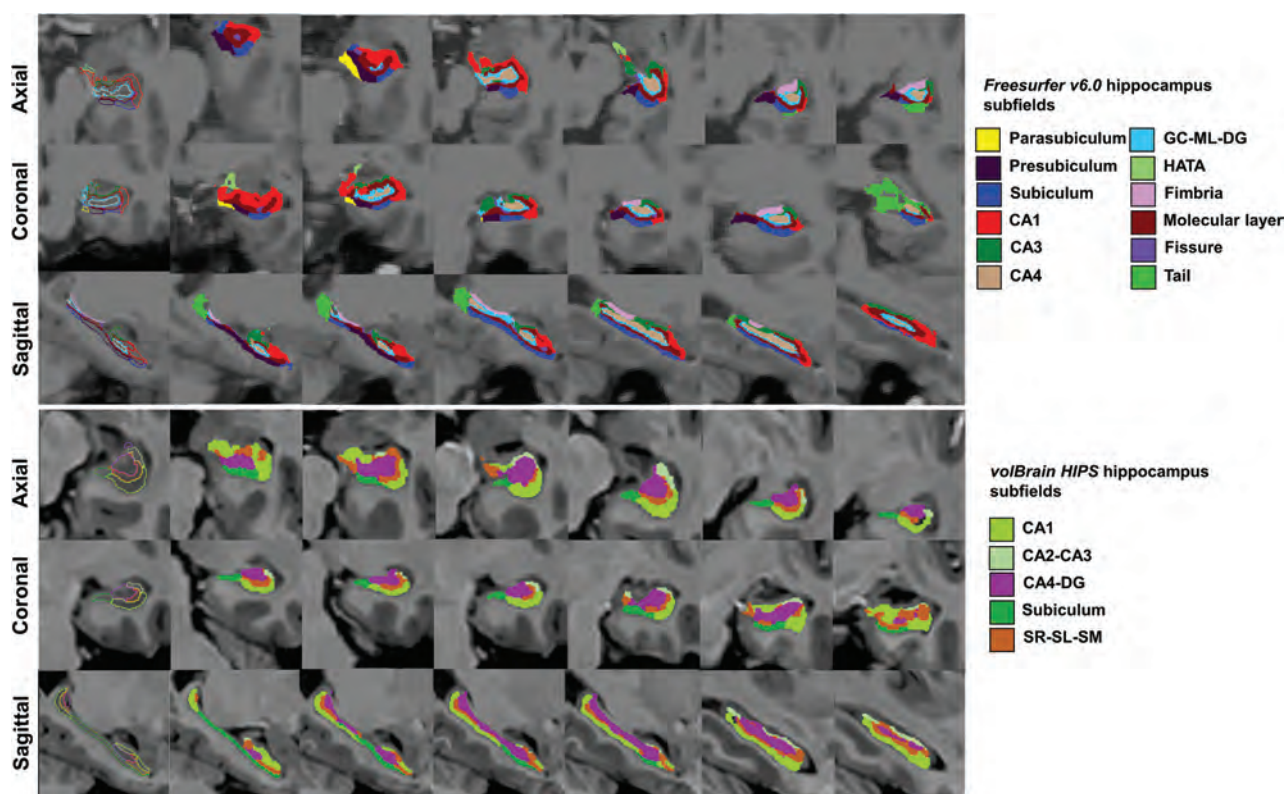 Axial
Coronal
Sagittal
Freesurfer v6.0 hippocampus
subfields
Parasubiculum
Presubiculum
Subiculum
CA1
CA3
CA4
GC-ML-DG
HATA
Fimbria
Molecular layer
Fissure
Tail
Axial
Coronal
Sagittal
volBrain HIPS hippocampus
subfields
CA1
CA2-CA3
CA4-DG
Subiculum
SR-SL-SM